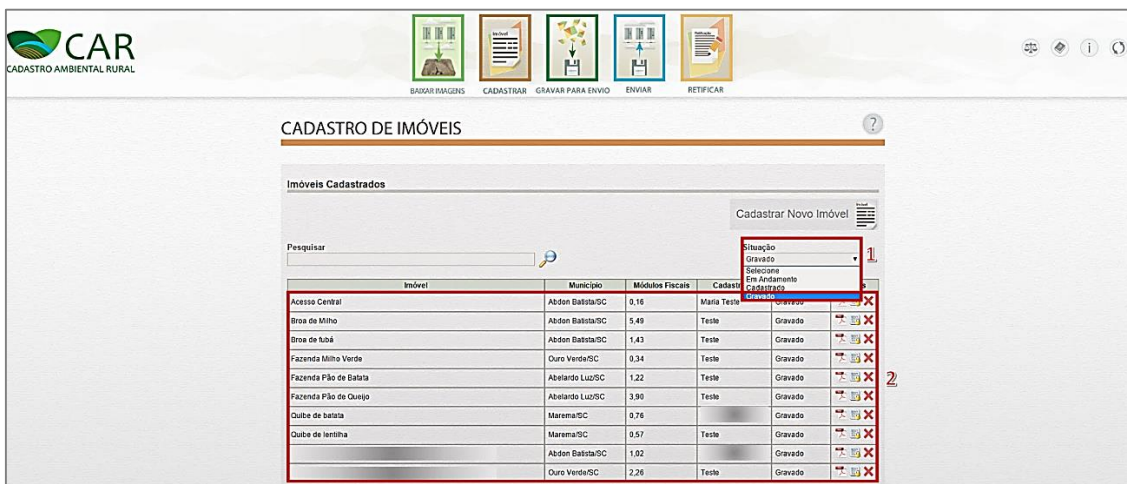 CAR
CADASTRO AMBIENTAL RURAL
BAIXAR IMAGENS CADASTRAR GRAVAR PARA ENVIO ENVIAR RETIFICAR
CADASTRO DE IMÓVEIS
?
Imóveis Cadastrados
Cadastrar Novo Imóvel
Pesquisar
Situação
Gravado
1
Selecione
Em Andamento
Cadastrado
Gravado
Imóvel Município Módulos Fiscais
Acesso Central Abdon Batista/SC 0,16 Maria Teste Gravado
Broa de Milho Abdon Batista/SC 5,49 Teste Gravado
Broa de fubá Abdon Batista/SC 1,43 Teste Gravado
Fazenda Milho Verde Ouro Verde/SC 0,34 Teste Gravado
Fazenda Pão de Batata Abelardo Luz/SC 1,22 Teste Gravado
2
Fazenda Pão de Queijo Abelardo Luz/SC 3,90 Teste Gravado
Quibe de batata Marema/SC 0,76 Gravado
Quibe de lentilha Marema/SC 0,57 Teste Gravado
Abdon Batista/SC 1,02 Gravado
Ouro Verde/SC 2,26 Teste Gravado